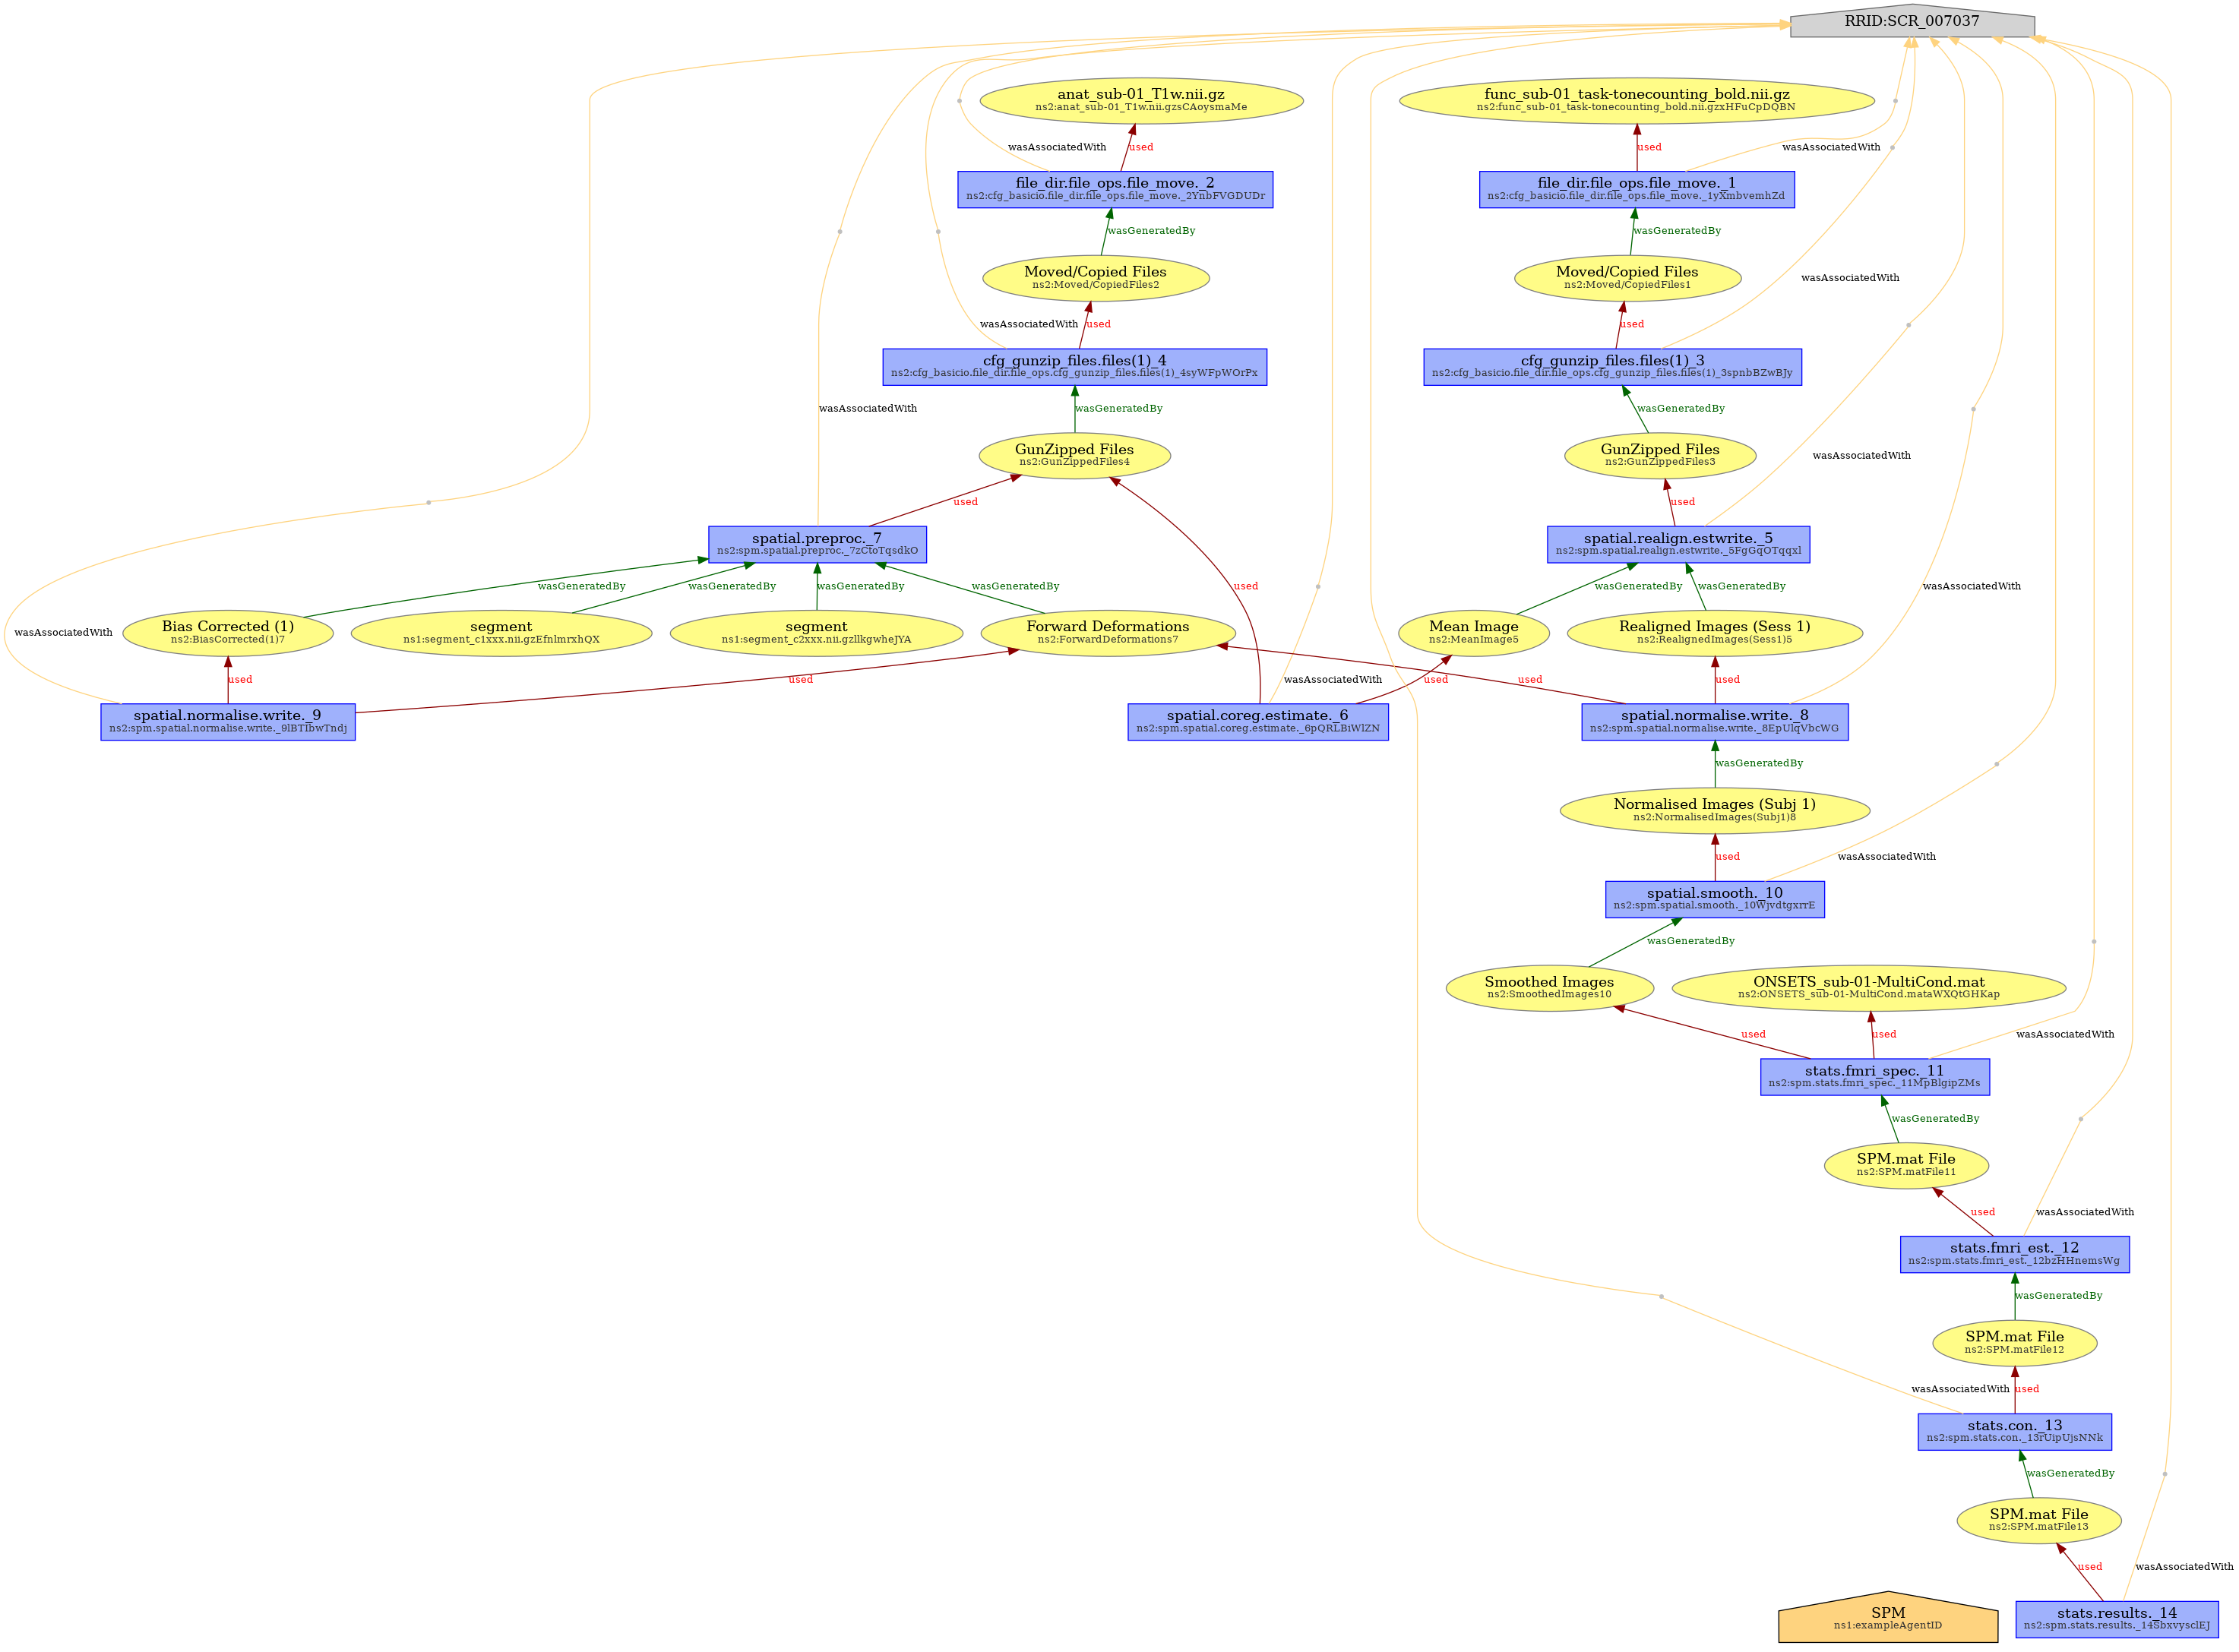 RRID:SCR_007037
anat_sub-01_T1w.nii.gz
ns2:anat_sub-01_T1w.nii.gzsCAoysmaMe
func_sub-01_task-tonecounting_bold.nii.gz
ns2:func_sub-01_task-tonecounting_bold.nii.gzxHFuCpDQBN
wasAssociatedWith
used
used
wasAssociatedWith
file_dir.file_ops.file_move._2
ns2:cfg_basicio.file_dir.file_ops.file_move._2YnbFVGDUDr
file_dir.file_ops.file_move._1
ns2:cfg_basicio.file_dir.file_ops.file_move._1yXmbvemhZd
wasGeneratedBy
wasGeneratedBy
Moved/Copied Files
ns2:Moved/CopiedFiles2
Moved/Copied Files
ns2:Moved/CopiedFiles1
wasAssociatedWith
wasAssociatedWith
used
used
cfg_gunzip_files.files(1)_4
ns2:cfg_basicio.file_dir.file_ops.cfg_gunzip_files.files(1)_4syWFpWOrPx
cfg_gunzip_files.files(1)_3
ns2:cfg_basicio.file_dir.file_ops.cfg_gunzip_files.files(1)_3spnbBZwBJy
wasAssociatedWith
wasGeneratedBy
wasGeneratedBy
GunZipped Files
ns2:GunZippedFiles4
GunZipped Files
ns2:GunZippedFiles3
wasAssociatedWith
used
used
spatial.preproc._7
ns2:spm.spatial.preproc._7zCtoTqsdkO
spatial.realign.estwrite._5
ns2:spm.spatial.realign.estwrite._5FgGqOTqqxl
wasGeneratedBy
wasGeneratedBy
wasGeneratedBy
wasGeneratedBy
used
wasGeneratedBy
wasGeneratedBy
wasAssociatedWith
wasAssociatedWith
Bias Corrected (1)
ns2:BiasCorrected(1)7
segment
ns1:segment_c1xxx.nii.gzEfnlmrxhQX
segment
ns1:segment_c2xxx.nii.gzllkgwheJYA
Forward Deformations
ns2:ForwardDeformations7
Mean Image
ns2:MeanImage5
Realigned Images (Sess 1)
ns2:RealignedImages(Sess1)5
used
used
wasAssociatedWith
used
used
used
spatial.normalise.write._9
ns2:spm.spatial.normalise.write._9lBTIbwTndj
spatial.coreg.estimate._6
ns2:spm.spatial.coreg.estimate._6pQRLBiWlZN
spatial.normalise.write._8
ns2:spm.spatial.normalise.write._8EpUlqVbcWG
wasGeneratedBy
Normalised Images (Subj 1)
ns2:NormalisedImages(Subj1)8
used
wasAssociatedWith
spatial.smooth._10
ns2:spm.spatial.smooth._10WjvdtgxrrE
wasGeneratedBy
Smoothed Images
ns2:SmoothedImages10
ONSETS_sub-01-MultiCond.mat
ns2:ONSETS_sub-01-MultiCond.mataWXQtGHKap
used
used
wasAssociatedWith
stats.fmri_spec._11
ns2:spm.stats.fmri_spec._11MpBlgipZMs
wasGeneratedBy
SPM.mat File
ns2:SPM.matFile11
used
wasAssociatedWith
stats.fmri_est._12
ns2:spm.stats.fmri_est._12bzHHnemsWg
wasGeneratedBy
SPM.mat File
ns2:SPM.matFile12
wasAssociatedWith
used
stats.con._13
ns2:spm.stats.con._13rUipUjsNNk
wasGeneratedBy
SPM.mat File
ns2:SPM.matFile13
used
wasAssociatedWith
SPM
ns1:exampleAgentID
stats.results._14
ns2:spm.stats.results._14SbxvysclEJ